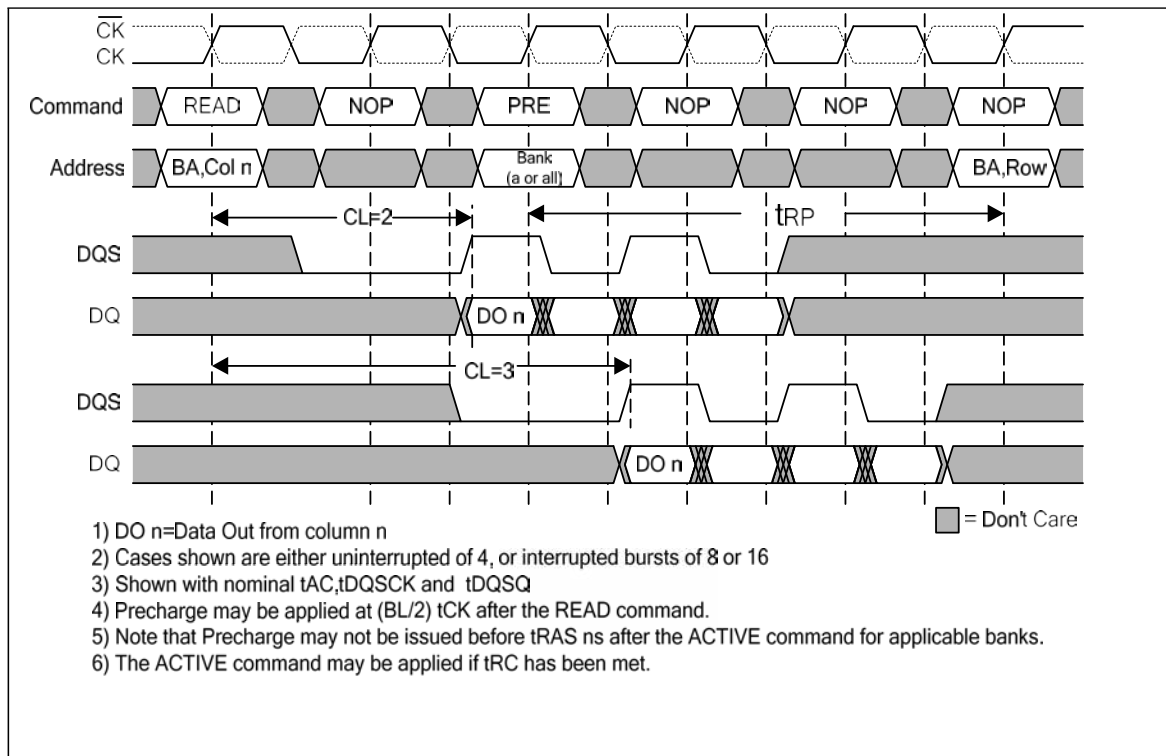 CK
CK
Command READ NOP PRE NOP NOP NOP
Address BA,Col n Bank (a or all) BA,Row
CL=2 tRP
DQS
DQ DO n
CL=3
DQS
DQ DO n
= Don't Care
1) DO n=Data Out from column n
2) Cases shown are either uninterrupted of 4, or interrupted bursts of 8 or 16
3) Shown with nominal tAC,tDQSCK and tDQSQ
4) Precharge may be applied at (BL/2) tCK after the READ command.
5) Note that Precharge may not be issued before tRAS ns after the ACTIVE command for applicable banks.
6) The ACTIVE command may be applied if tRC has been met.